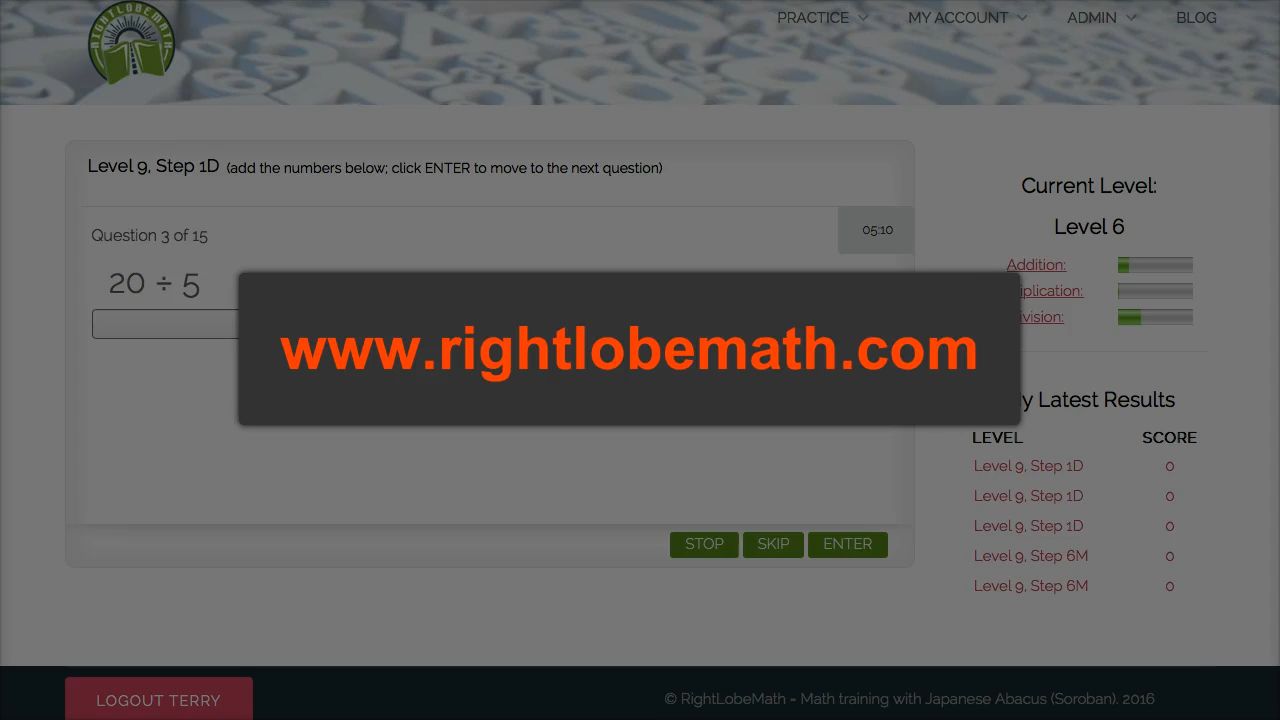 RIGHTLOBEMATH
PRACTICE
MY ACCOUNT
ADMIN
BLOG
Level 9, Step 1D (add the numbers below; click ENTER to move to the next question)
Question 3 of 15
05:10
20 ÷ 5
www.rightlobemath.com
STOP
SKIP
ENTER
Current Level:
Level 6
Addition:
iplication:
ivision:
y Latest Results
LEVEL SCORE
Level 9, Step 1D 0
Level 9, Step 1D 0
Level 9, Step 1D 0
Level 9, Step 6M 0
Level 9, Step 6M 0
LOGOUT TERRY
© RightLobeMath - Math training with Japanese Abacus (Soroban). 2016